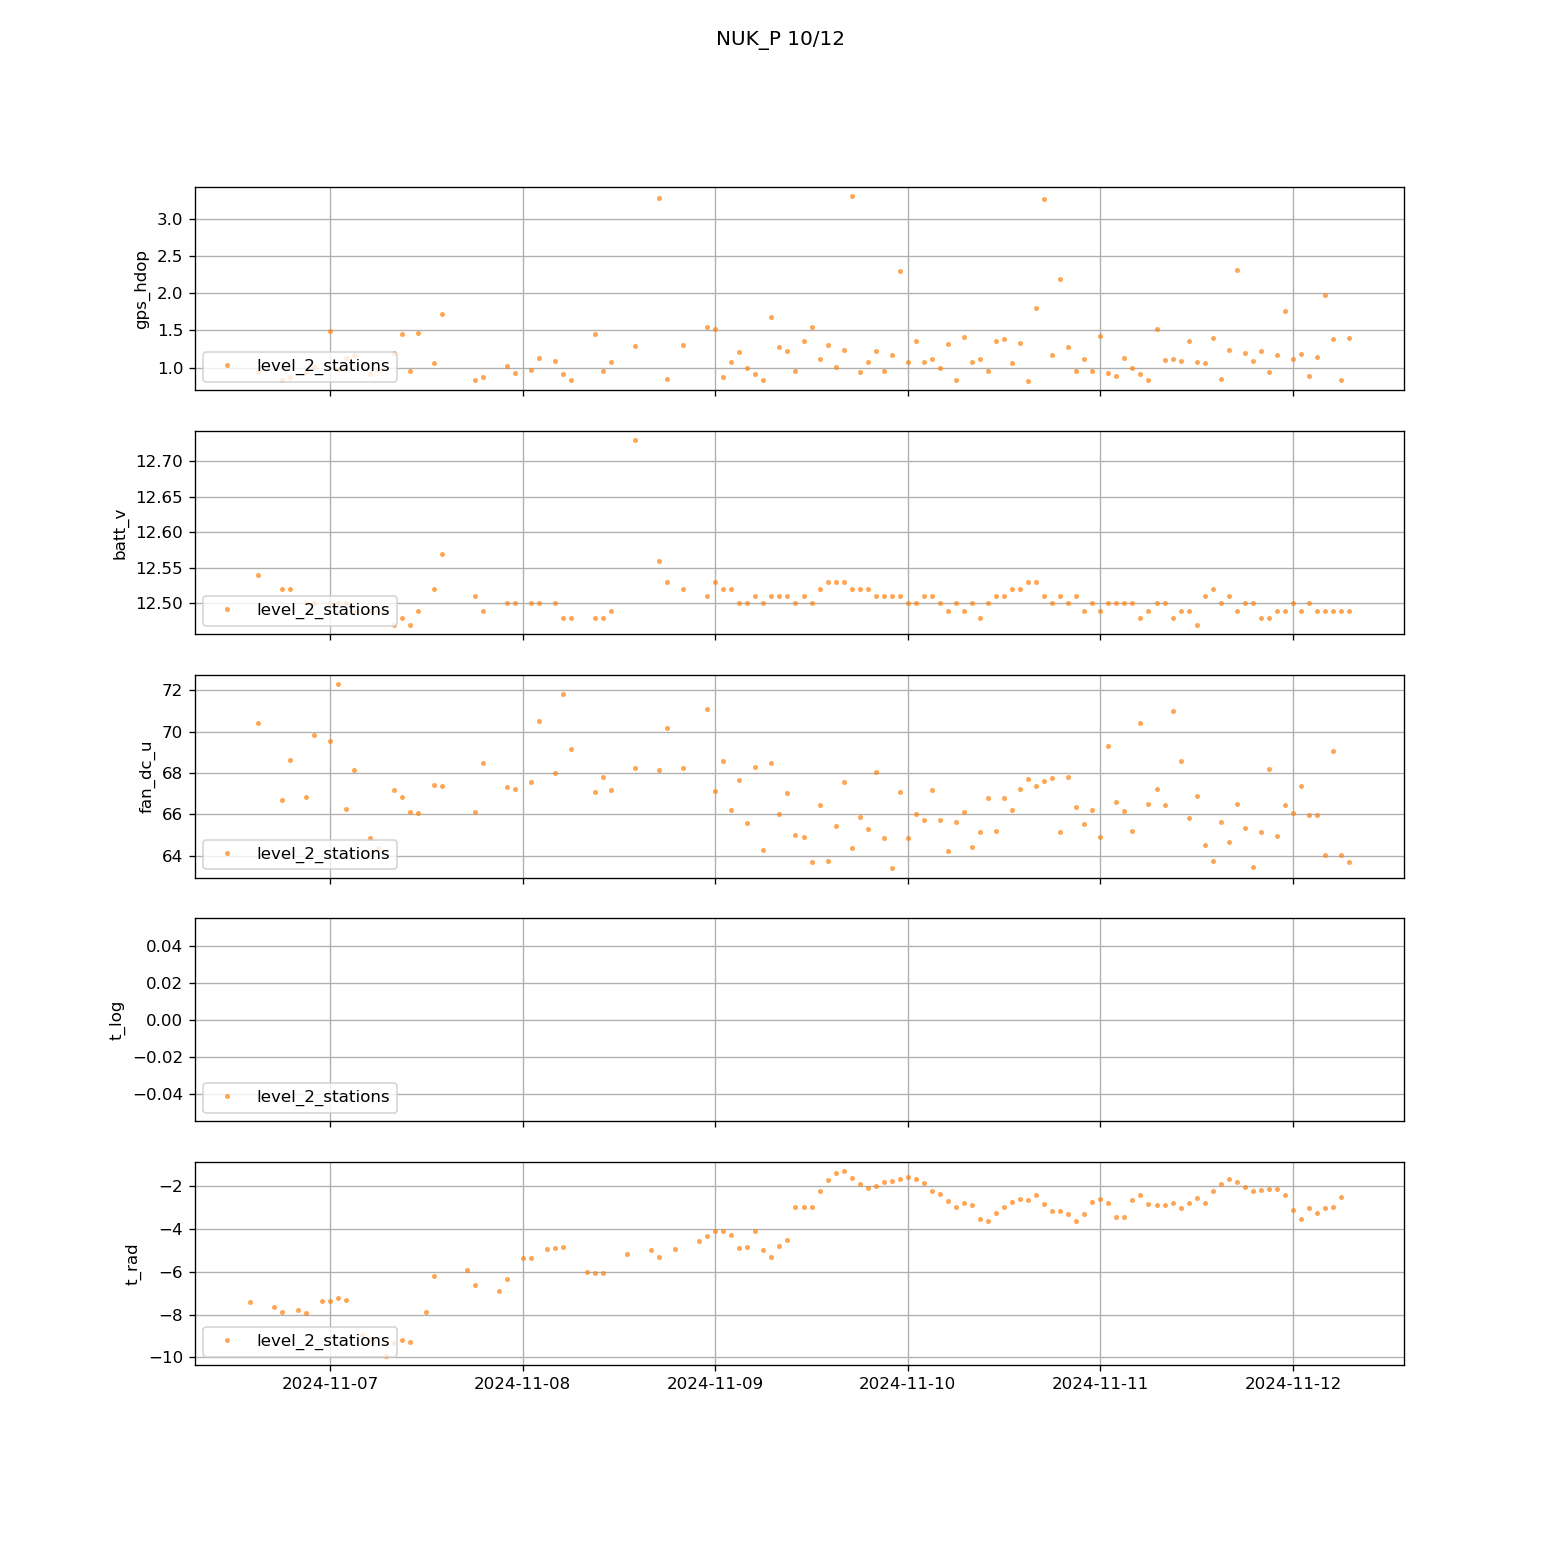 NUK_P 10/12
gps_hdop
3.0
2.5
2.0
1.5
1.0
level_2_stations
batt_v
12.70
12.65
12.60
12.55
12.50
level_2_stations
fan_dc_u
72
70
68
66
64
level_2_stations
t_log
0.04
0.02
0.00
−0.02
−0.04
level_2_stations
t_rad
−2
−4
−6
−8
−10
level_2_stations
2024-11-07 2024-11-08 2024-11-09 2024-11-10 2024-11-11 2024-11-12